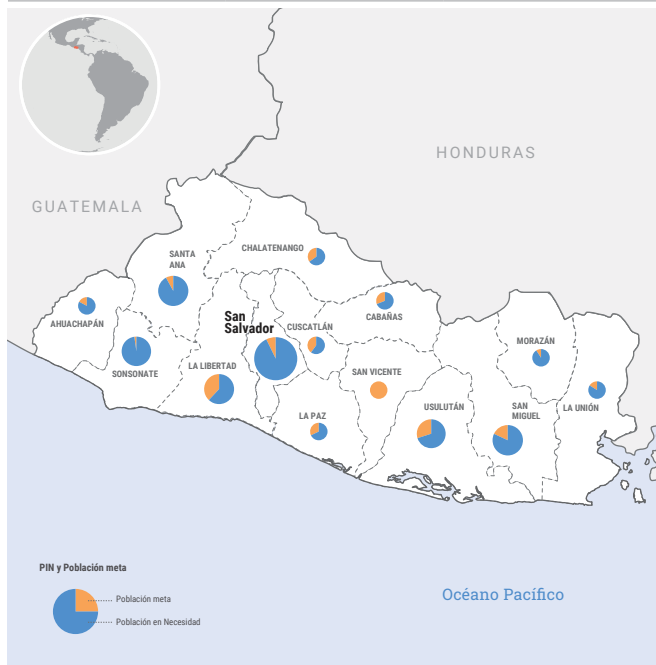 HONDURAS
GUATEMALA
CHALATENANGO
SANTA
ANA
CABAÑAS
San
Salvador
AHUACHAPÁN
CUSCATLÁN
MORAZÁN
SONSONATE
LA LIBERTAD
SAN VICENTE
USULUTÁN
SAN
MIGUEL
LA UNIÓN
LA PAZ
PIN y Población meta
Población meta
Población en Necesidad
Océano Pacífico